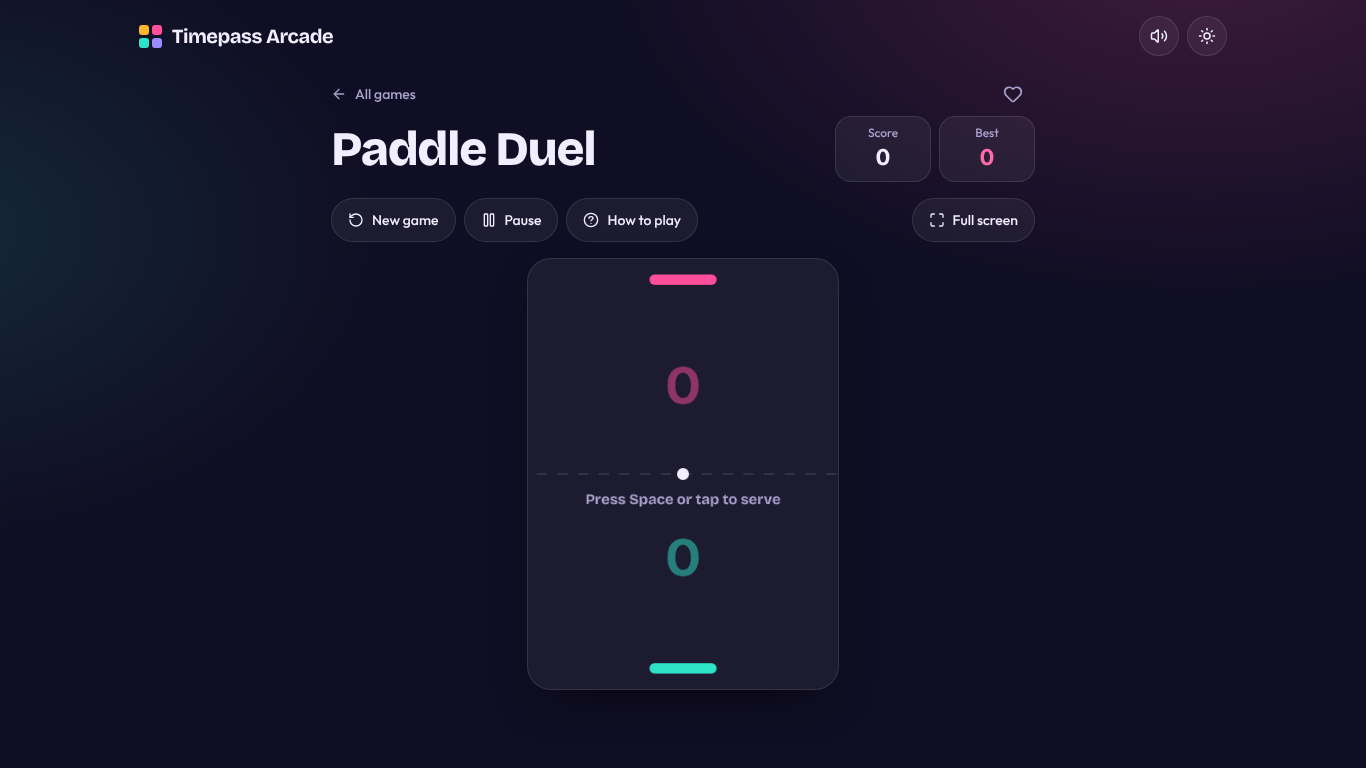 Timepass Arcade
All games
Paddle Duel
Score
0
Best
0
New game
Pause
How to play
Full screen
0
Press Space or tap to serve
0